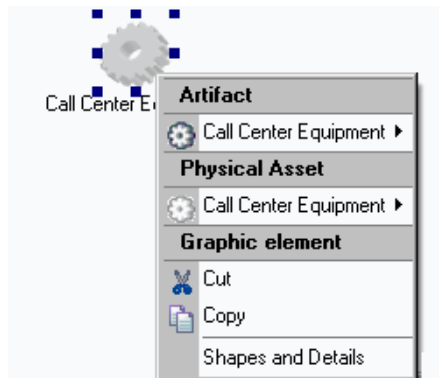 Call Center E
Artifact
Call Center Equipment
Physical Asset
Call Center Equipment
Graphic element
Cut
Copy
Shapes and Details